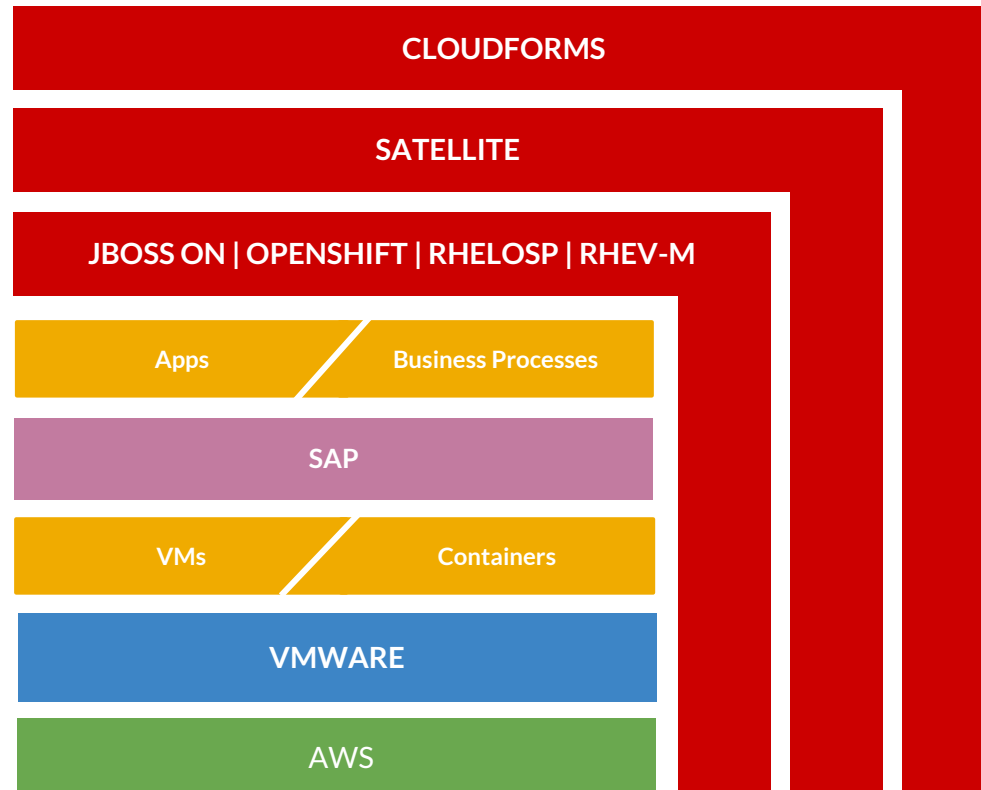 CLOUDFORMS
SATELLITE
JBOSS ON | OPENSHIFT | RHELOSP | RHEV-M
Apps
Business Processes
SAP
VMs
Containers
VMWARE
AWS